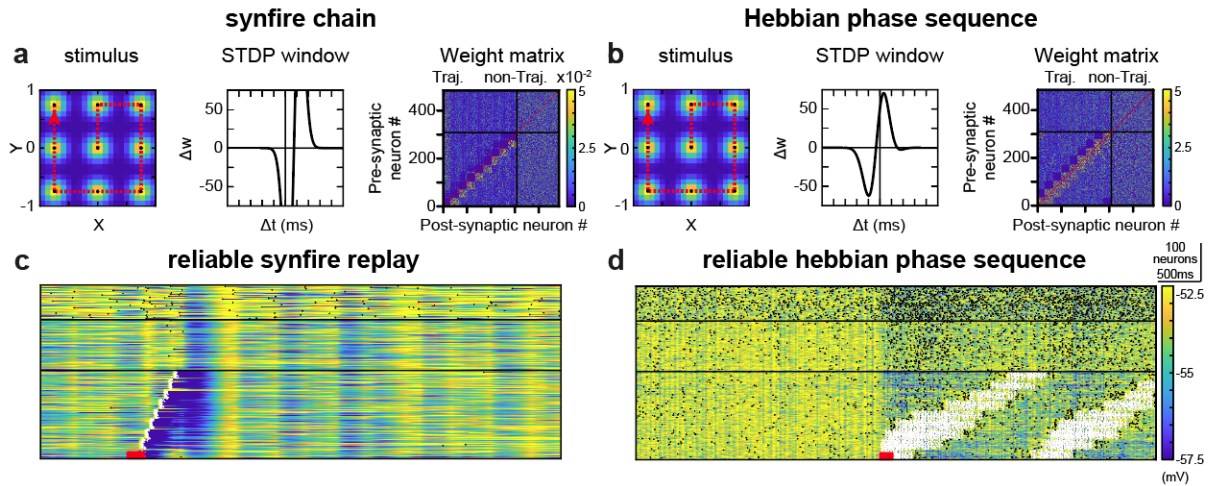 synfire chain
Hebbian phase sequence
a
stimulus
STDP window
Weight matrix
Traj. non-Traj. x10-2
1
0
-1
Y
X
50
0
-50
Δw
Δt (ms)
Pre-synaptic
neuron #
400
200
0
5
2.5
0
Post-synaptic neuron #
b
stimulus
STDP window
Weight matrix
Traj. non-Traj.
1
0
-1
Y
X
50
0
-50
Δw
Δt (ms)
Pre-synaptic
neuron #
400
200
0
5
2.5
0
Post-synaptic neuron #
c
reliable synfire replay
d
reliable hebbian phase sequence
100
neurons
500ms
-52.5
-55
-57.5
(mV)